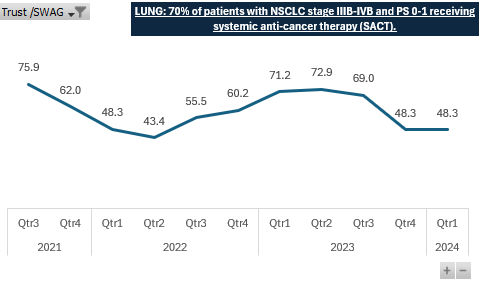 Trust /SWAG
LUNG: 70% of patients with NSCLC stage IIIB-IVB and PS 0-1 receiving
systemic anti-cancer therapy (SACT).
75.9
62.0
48.3
43.4
55.5
60.2
71.2
72.9
69.0
48.3
48.3
Qtr3 Qtr4 Qtr1 Qtr2 Qtr3 Qtr4 Qtr1 Qtr2 Qtr3 Qtr4 Qtr1
2021 2022 2023 2024
+ −